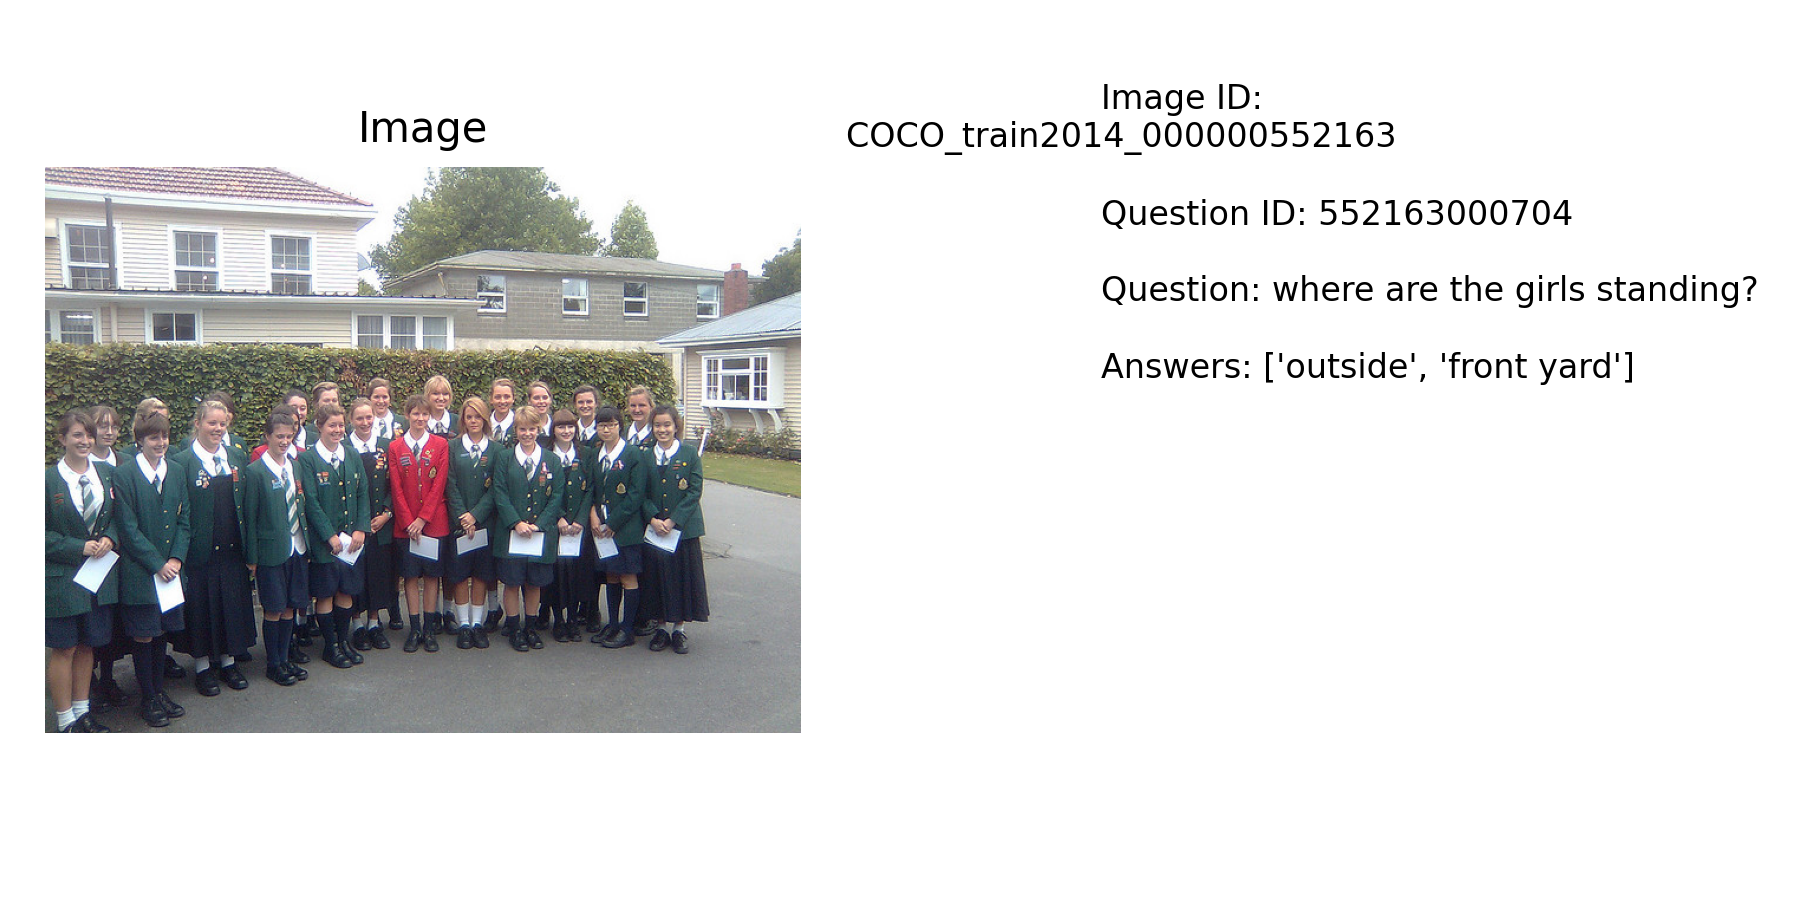 Image
Image ID:
COCO_train2014_000000552163
Question ID: 552163000704
Question: where are the girls standing?
Answers: ['outside', 'front yard']